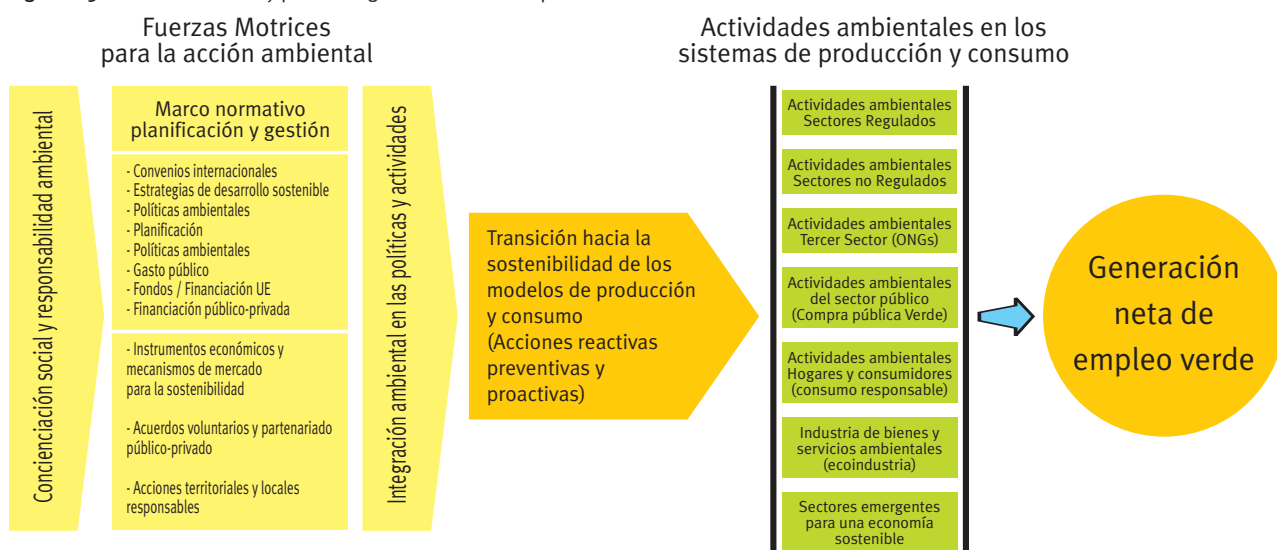 Fuerzas Motrices
para la acción ambiental
Conciencación social y responsabilidad ambiental
Marco normativo
planificación y gestión
- Convenios internacionales
- Estrategias de desarrollo sostenible
- Políticas ambientales
- Planificación
- Políticas ambientales
- Gasto público
- Fondos / Financiación UE
- Financiación público-privada
- Instrumentos económicos y
mecanismos de mercado
para la sostenibilidad
- Acuerdos voluntarios y partenariado
público-privado
- Acciones territoriales y locales
responsables
Integración ambiental en las políticas y actividades
Transición hacia la
sostenibilidad de los
modelos de producción
y consumo
(Acciones reactivas
preventivas y
proactivas)
Actividades ambientales en los
sistemas de producción y consumo
Actividades ambientales
Sectores Regulados
Actividades ambientales
Sectores no Regulados
Actividades ambientales
Tercer Sector (ONGs)
Actividades ambientales
del sector público
(Compra pública Verde)
Actividades ambientales
Hogares y consumidores
(consumo responsable)
Industria de bienes y
servicios ambientales
(ecoindustria)
Sectores emergentes
para una economía
sostenible
Generación
neta de
empleo verde